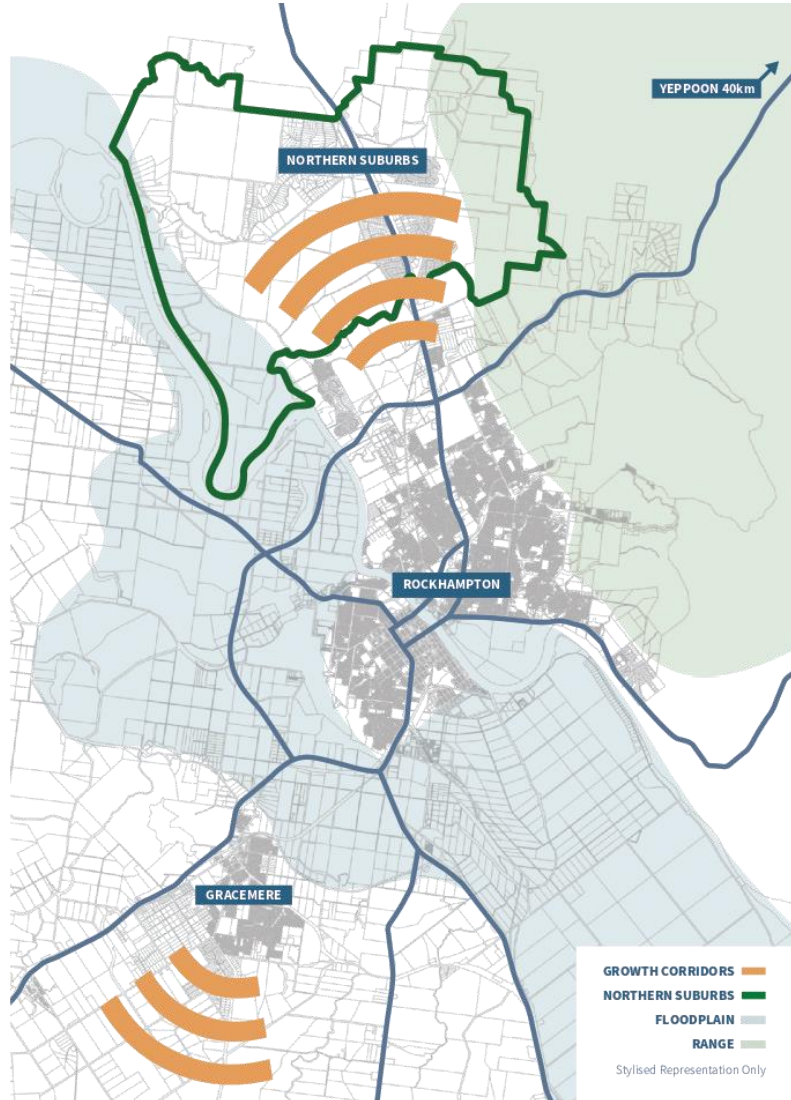 YEPPOON 40km
NORTHERN SUBURBS
ROCKHAMPTON
GRACEMERE
GROWTH CORRIDORS
NORTHERN SUBURBS
FLOODPLAIN
RANGE
Stylised Representation Only